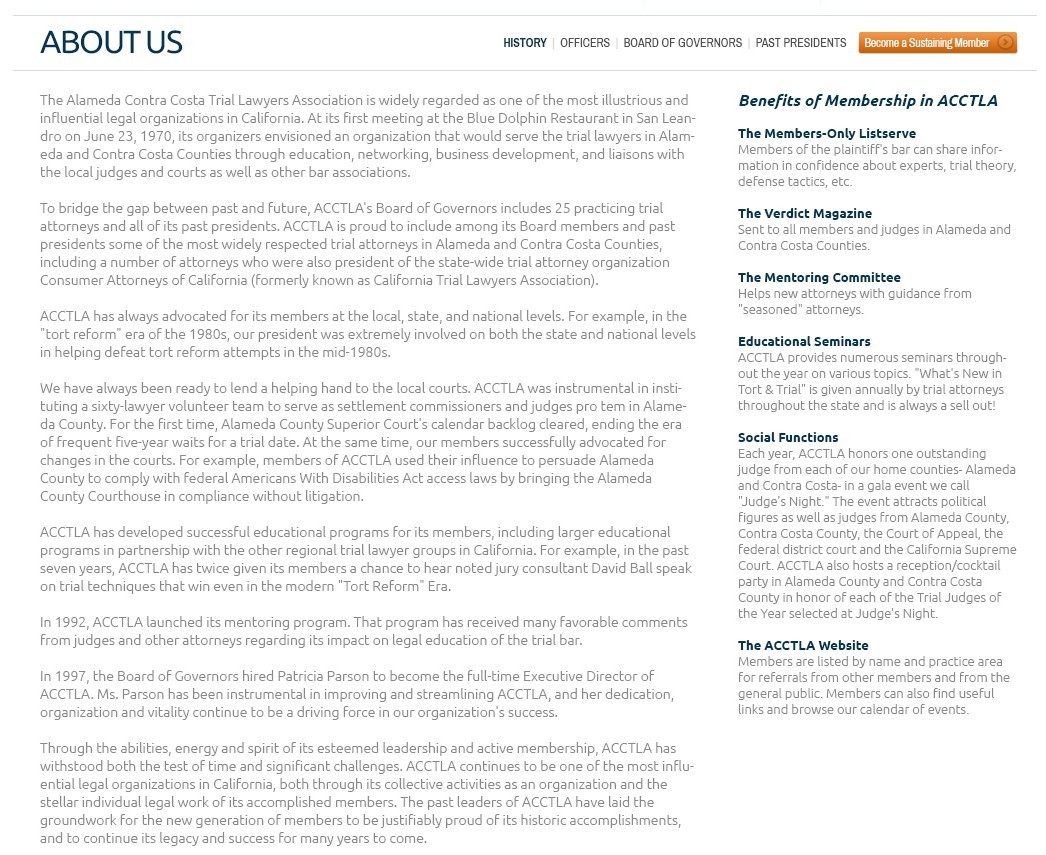 ABOUT US
HISTORY | OFFICERS | BOARD OF GOVERNORS | PAST PRESIDENTS
Become a Sustaining Member
The Alameda Contra Costa Trial Lawyers Association is widely regarded as one of the most illustrious and
influential legal organizations in California. At its first meeting at the Blue Dolphin Restaurant in San Lean-
dro on June 23, 1970, its organizers envisioned an organization that would serve the trial lawyers in Alam-
eda and Contra Costa Counties through education, networking, business development, and liaisons with
the local judges and courts as well as other bar associations.
To bridge the gap between past and future, ACCTLA's Board of Governors includes 25 practicing trial
attorneys and all of its past presidents. ACCTLA is proud to include among its Board members and past
presidents some of the most widely respected trial attorneys in Alameda and Contra Costa Counties,
including a number of attorneys who were also president of the state-wide trial attorney organization
Consumer Attorneys of California (formerly known as California Trial Lawyers Association).
ACCTLA has always advocated for its members at the local, state, and national levels. For example, in the
"tort reform" era of the 1980s, our president was extremely involved on both the state and national levels
in helping defeat tort reform attempts in the mid-1980s.
We have always been ready to lend a helping hand to the local courts. ACCTLA was instrumental in insti-
tuting a sixty-lawyer volunteer team to serve as settlement commissioners and judges pro tem in Alame-
da County. For the first time, Alameda County Superior Court's calendar backlog cleared, ending the era
of frequent five-year waits for a trial date. At the same time, our members successfully advocated for
changes in the courts. For example, members of ACCTLA used their influence to persuade Alameda
County to comply with federal Americans With Disabilities Act access laws by bringing the Alameda
County Courthouse in compliance without litigation.
ACCTLA has developed successful educational programs for its members, including larger educational
programs in partnership with the other regional trial lawyer groups in California. For example, in the past
seven years, ACCTLA has twice given its members a chance to hear noted jury consultant David Ball speak
on trial techniques that win even in the modern "Tort Reform" Era.
In 1992, ACCTLA launched its mentoring program. That program has received many favorable comments
from judges and other attorneys regarding its impact on legal education of the trial bar.
In 1997, the Board of Governors hired Patricia Parson to become the full-time Executive Director of
ACCTLA. Ms. Parson has been instrumental in improving and streamlining ACCTLA, and her dedication,
organization and vitality continue to be a driving force in our organization's success.
Through the abilities, energy and spirit of its esteemed leadership and active membership, ACCTLA has
withstood both the test of time and significant challenges. ACCTLA continues to be one of the most influ-
ential legal organizations in California, both through its collective activities as an organization and the
stellar individual legal work of its accomplished members. The past leaders of ACCTLA have laid the
groundwork for the new generation of members to be justifiably proud of its historic accomplishments,
and to continue its legacy and success for many years to come.
Benefits of Membership in ACCTLA
The Members-Only Listserve
Members of the plaintiff's bar can share infor-
mation in confidence about experts, trial theory,
defense tactics, etc.
The Verdict Magazine
Sent to all members and judges in Alameda and
Contra Costa Counties.
The Mentoring Committee
Helps new attorneys with guidance from
"seasoned" attorneys.
Educational Seminars
ACCTLA provides numerous seminars through-
out the year on various topics. "What's New in
Tort & Trial" is given annually by trial attorneys
throughout the state and is always a sell out!
Social Functions
Each year, ACCTLA honors one outstanding
judge from each of our home counties- Alameda
and Contra Costa- in a gala event we call
"Judge's Night." The event attracts political
figures as well as judges from Alameda County,
Contra Costa County, the Court of Appeal, the
federal district court and the California Supreme
Court. ACCTLA also hosts a reception/cocktail
party in Alameda County and Contra Costa
County in honor of each of the Trial Judges of
the Year selected at Judge's Night.
The ACCTLA Website
Members are listed by name and practice area
for referrals from other members and from the
general public. Members can also find useful
links and browse our calendar of events.